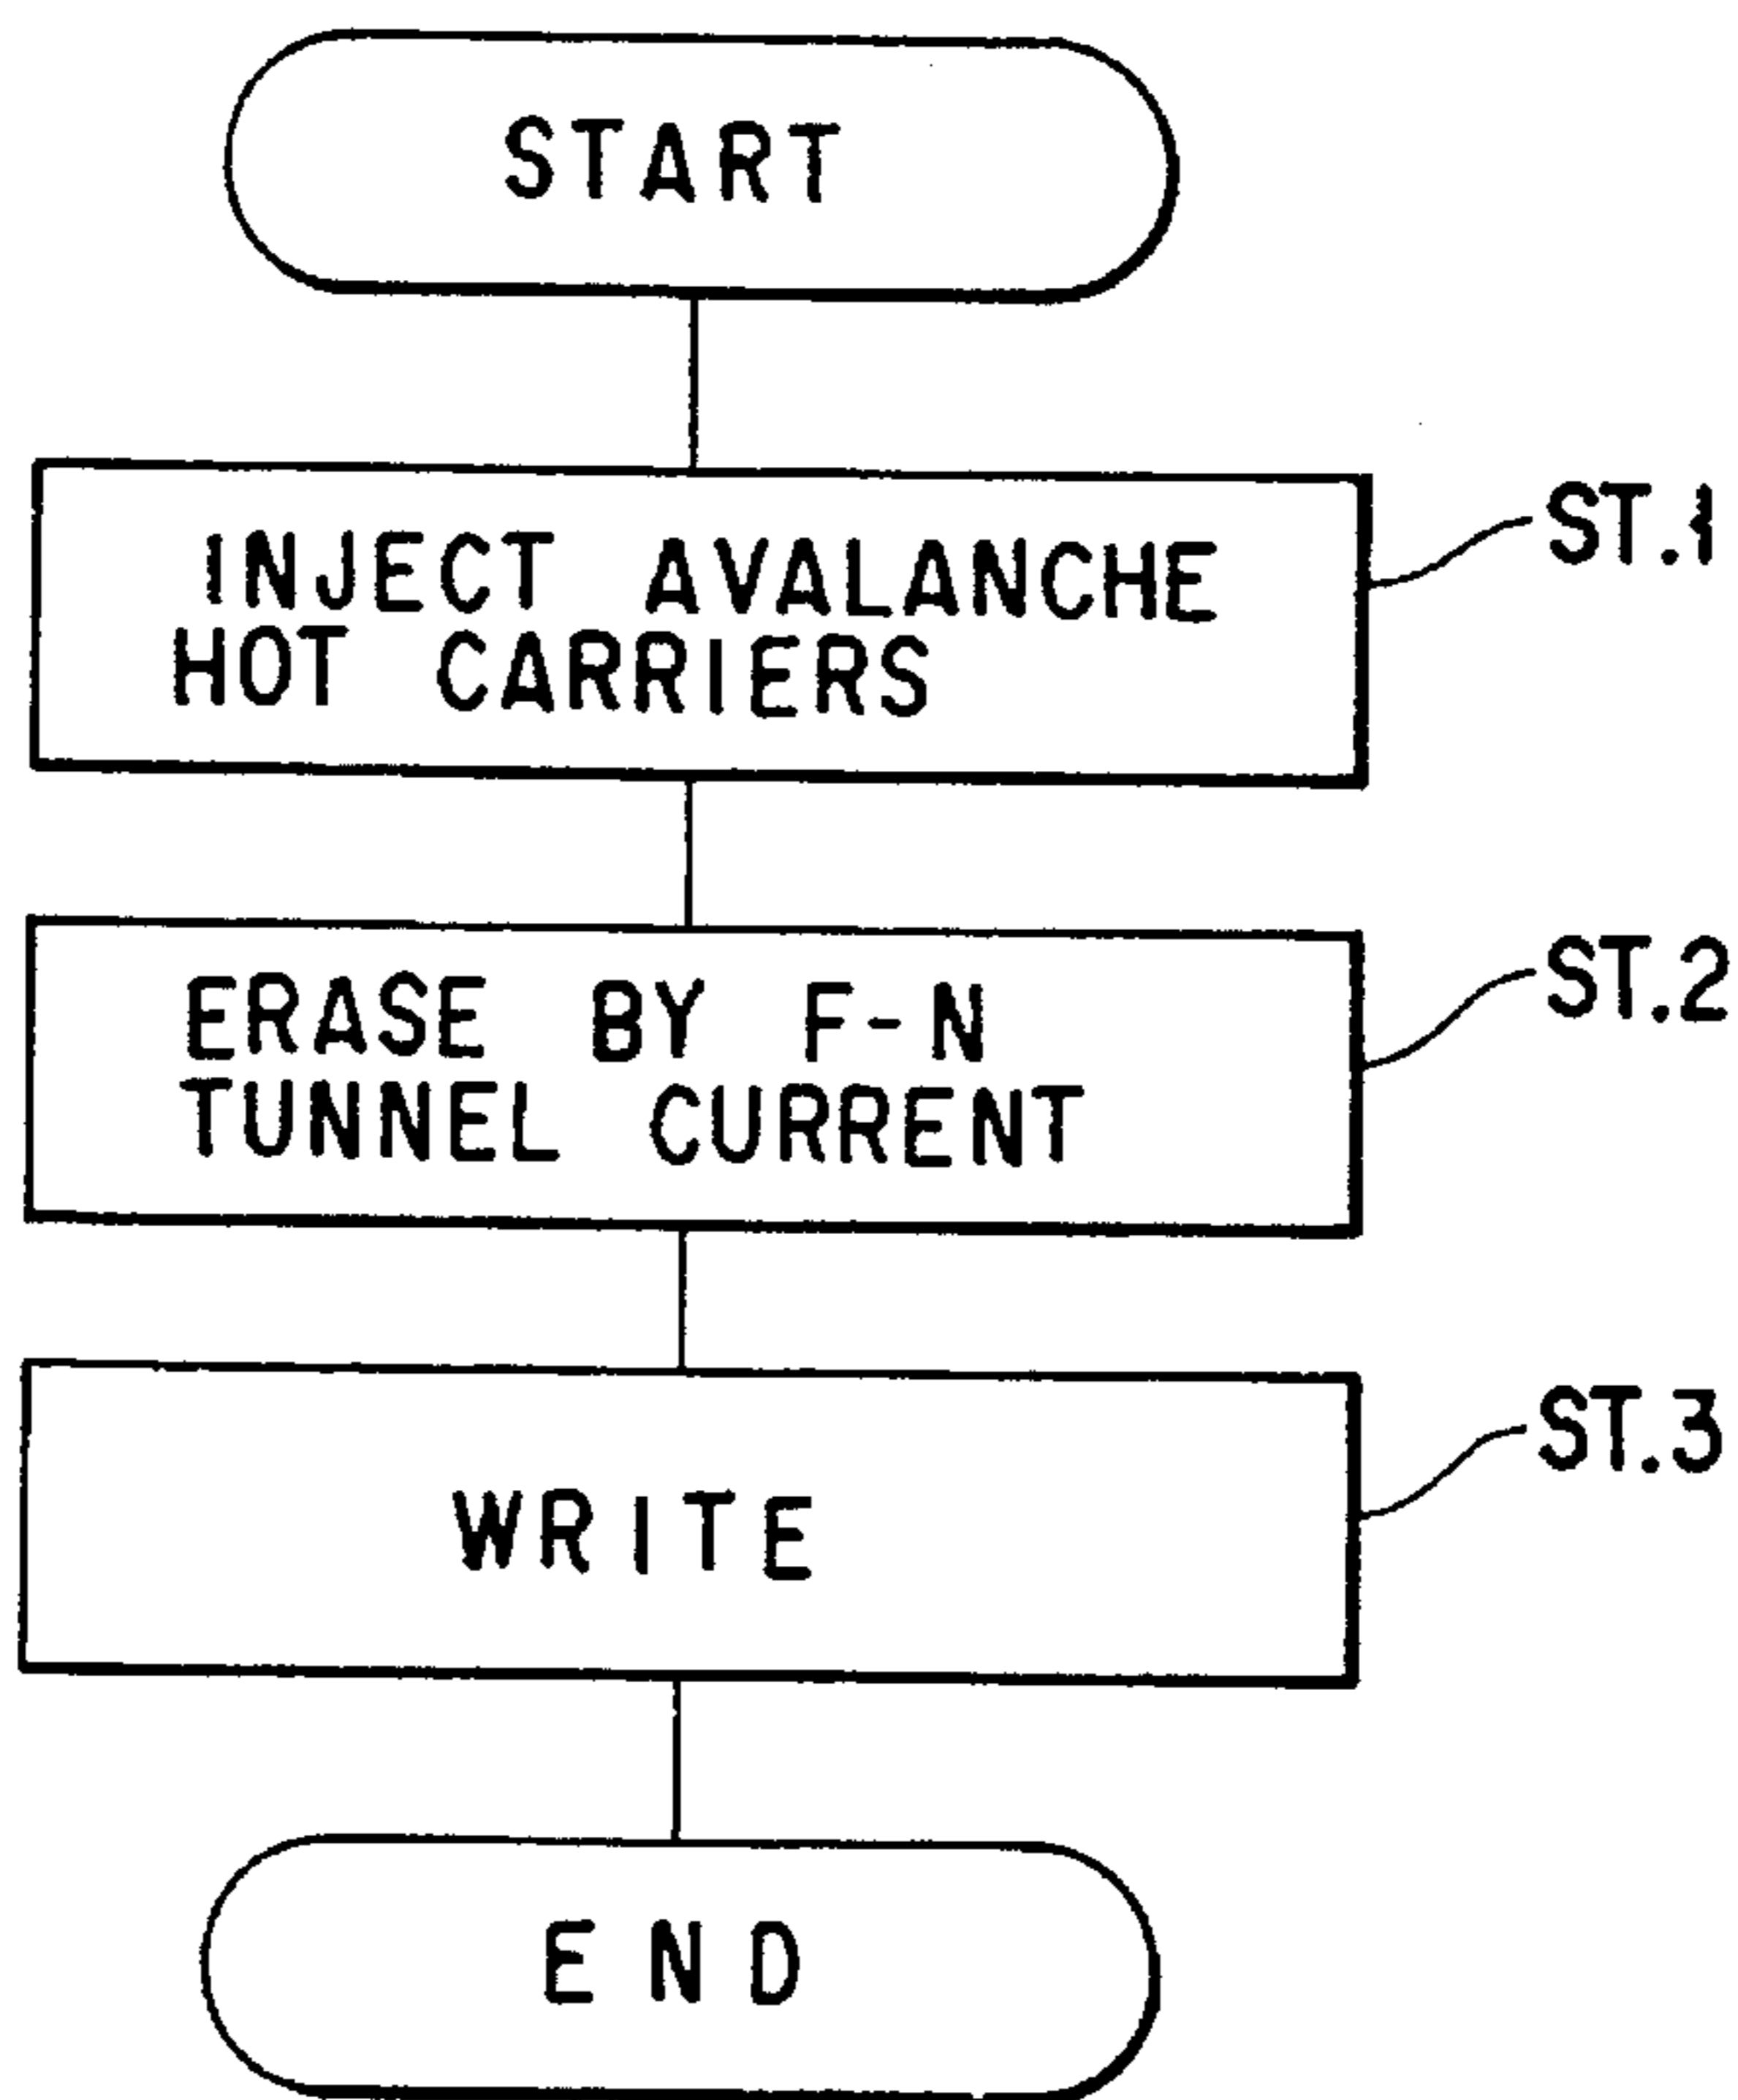 START
INJECT AVALANCHE
HOT CARRIERS
ST.1
ERASE BY F-N
TUNNEL CURRENT
ST.2
WRITE
ST.3
END